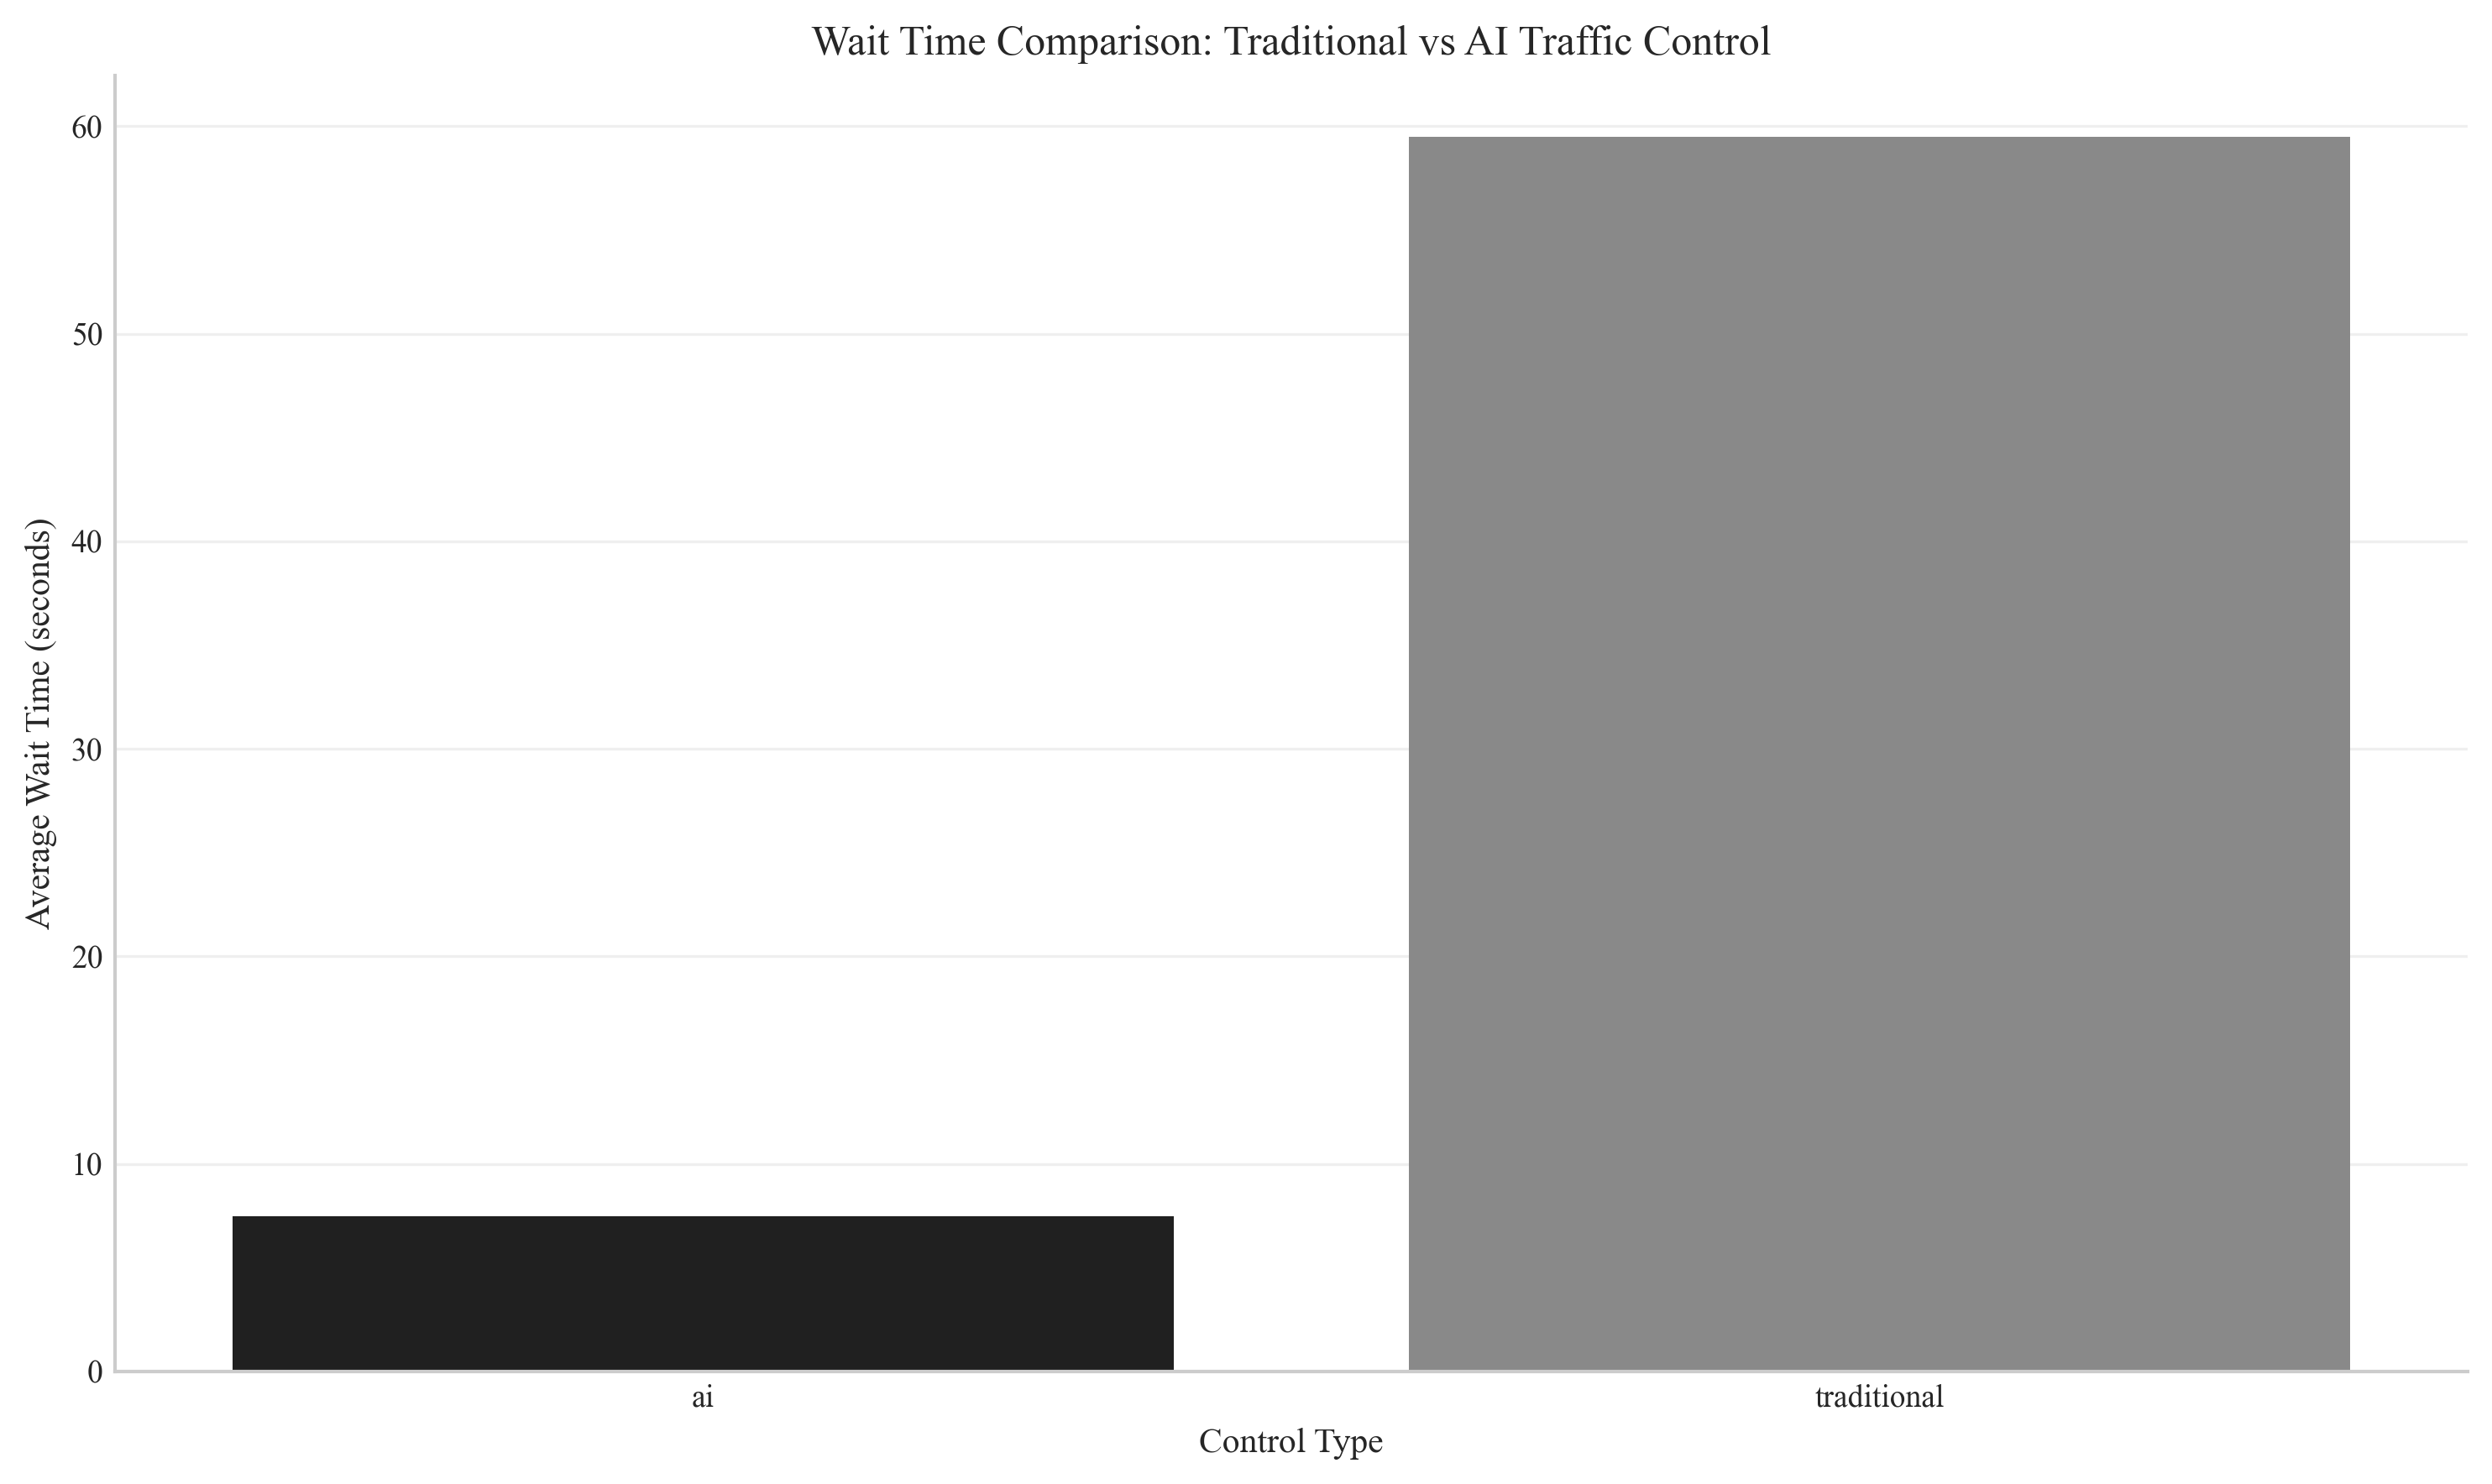 Wait Time Comparison: Traditional vs AI Traffic Control
Average Wait Time (seconds)
60
50
40
30
20
10
0
ai
traditional
Control Type